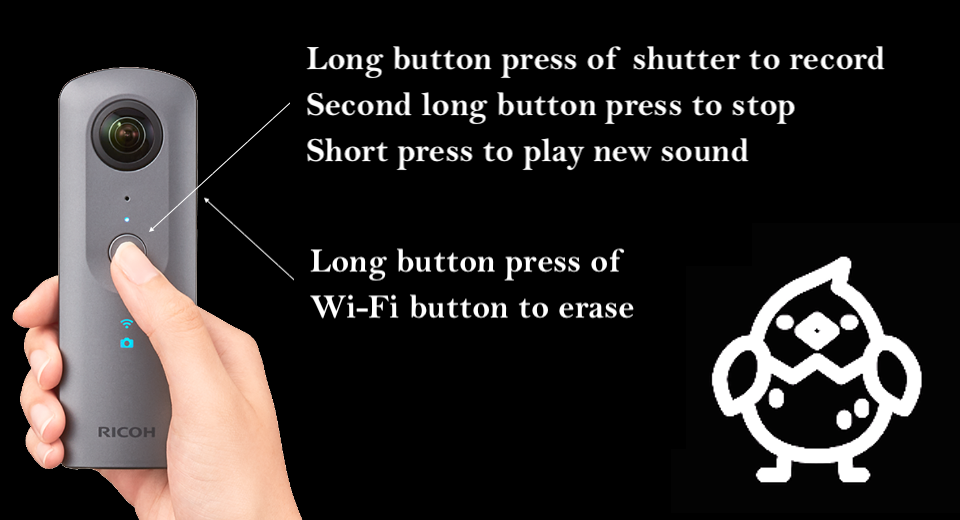 Long button press of shutter to record
Second long button press to stop
Short press to play new sound
Long button press of
Wi-Fi button to erase
RICOH